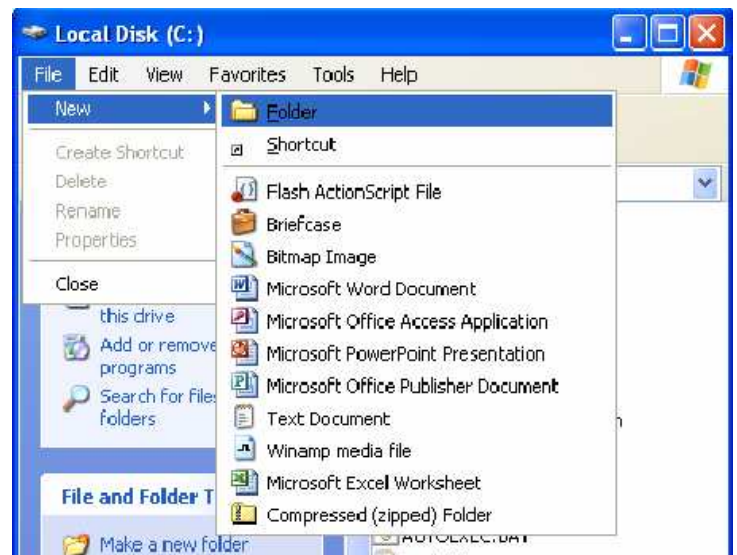 Local Disk (C:)
File Edit View Favorites Tools Help
New
Create Shortcut
Delete
Rename
Properties
Close
Folder
Shortcut
Flash ActionScript File
Briefcase
Bitmap Image
Microsoft Word Document
Microsoft Office Access Application
Microsoft PowerPoint Presentation
Microsoft Office Publisher Document
Text Document
Winamp media file
Microsoft Excel Worksheet
Compressed (zipped) Folder
this drive
Add or remove
programs
Search for files
folders
File and Folder T
Make a new folder
AUTOEXEC.BAT